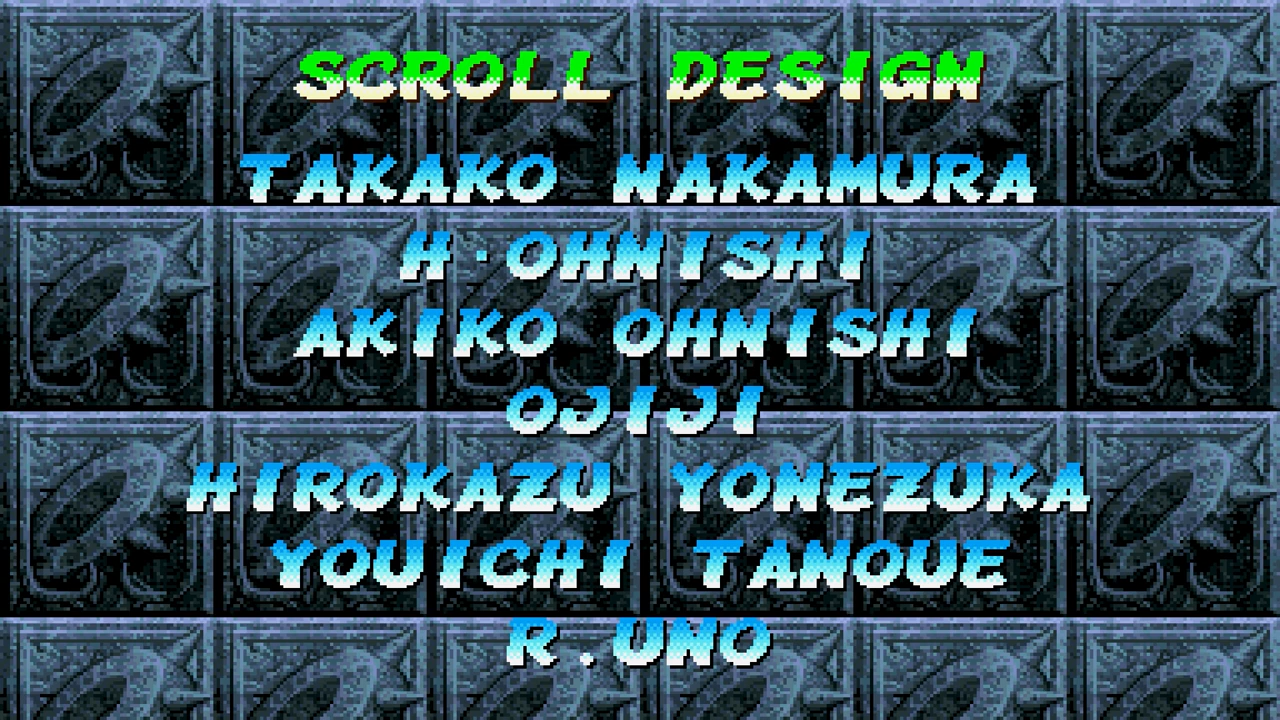 SCROLL DESIGN
TAKAKO NAKAMURA
H·OHNISHI
AKIKO OHNISHI
OJIJI
HIROKAZU YONEZUKA
YOUICHI TANOUE
R.UNO